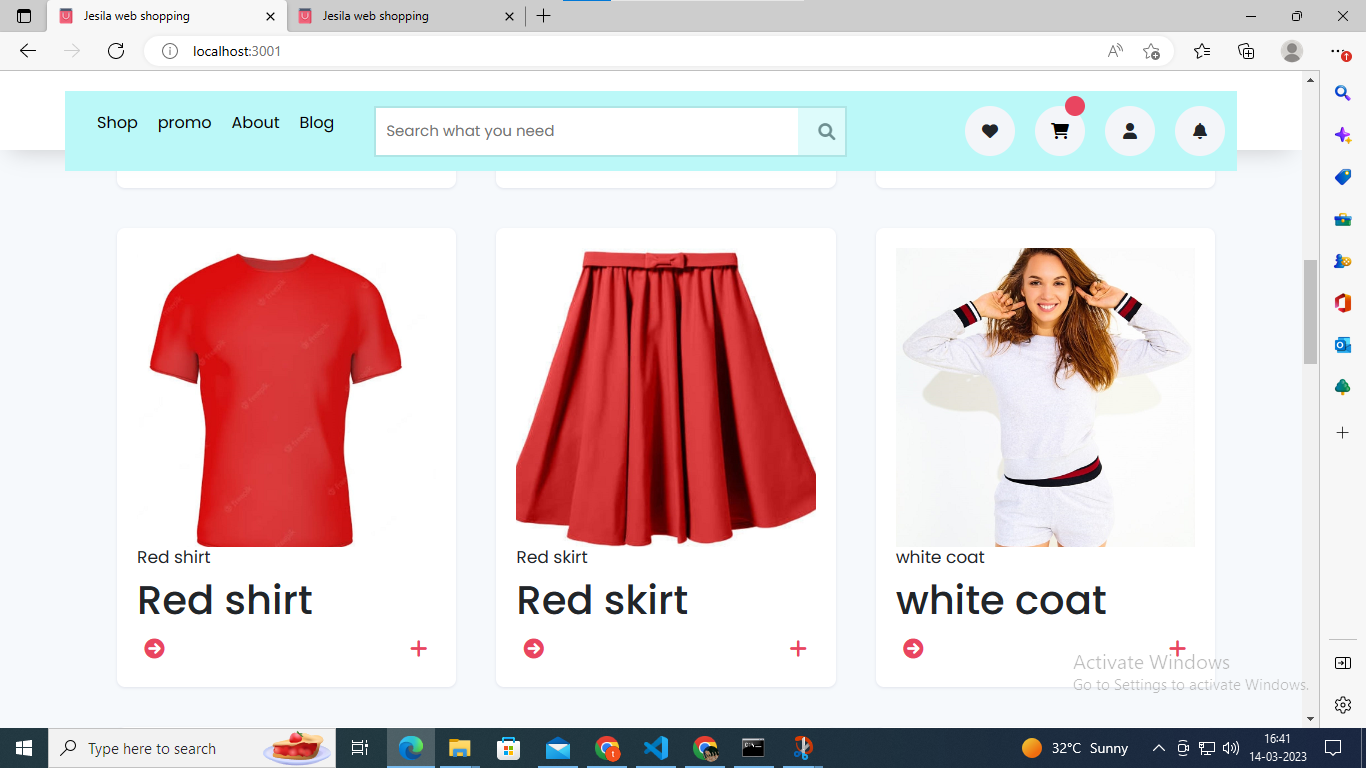 Jesila web shopping
Jesila web shopping
localhost:3001
Shop promo About Blog
Search what you need
Red shirt
Red shirt
Red skirt
Red skirt
white coat
white coat
Activate Windows
Go to Settings to activate Windows.
Type here to search
32°C Sunny
16:41
14-03-2023